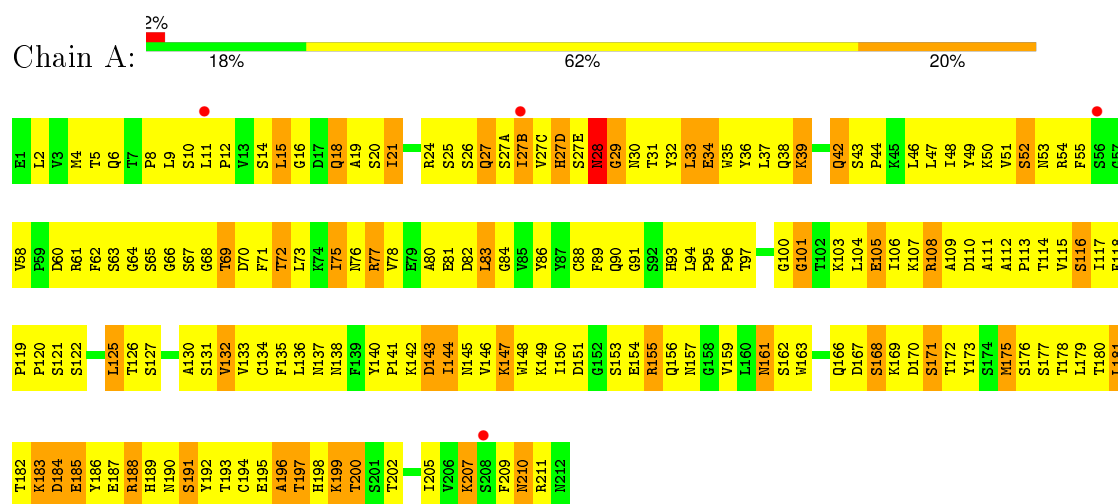 2%
Chain A:
18% 62% 20%
E1 L2 V3 M4 T5 Q6 T7 P8 I9 S10 L11 P12 V13 S14 L15 G16 D17 Q18 A19 S20 I21 R24 S25 S26 Q27 S27A I27B V27C H27D S27E N28 G29 N30 T31 Y32 L33 E34 W35 Y36 L37 Q38 K39 Q42 S43 P44 K45 L46 L47 I48 Y49 K50 V51 S52 N53 R54 F55 S56 G57
V58 P59 D60 R61 F62 S63 G64 S65 G66 S67 G68 T69 D70 F71 T72 L73 K74 I75 N76 R77 V78 E79 A80 E81 D82 L83 G84 V85 Y86 Y87 C88 F89 Q90 G91 S92 H93 L94 P95 P96 T97 G100 G101 T102 K103 L104 E105 I106 K107 R108 A109 D110 A111 A112 P113 T114 V115 S116 I117 F118
P119 P120 S121 S122 L125 T126 S127 A130 S131 V132 V133 C134 F135 L136 N137 N138 F139 Y140 P141 K142 D143 I144 N145 V146 K147 W148 K149 I150 D151 G152 S153 E154 R155 Q156 N157 G158 V159 L160 N161 S162 W163 Q166 D167 S168 K169 D170 S171 T172 Y173 S174 M175 S176 S177 T178 L179 T180 L181
T182 K183 D184 E185 Y186 E187 R188 H189 N190 S191 Y192 T193 C194 E195 A196 T197 H198 K199 T200 S201 T202 I205 V206 K207 S208 F209 N210 R211 N212